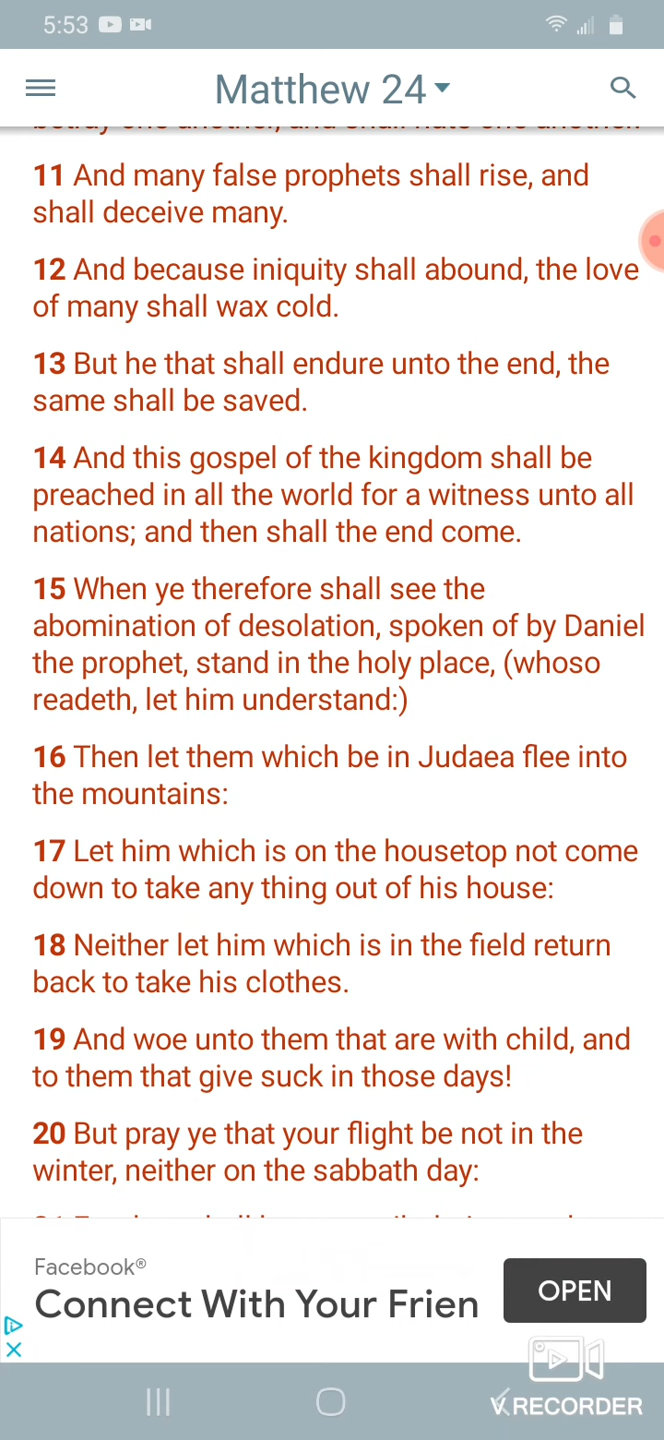 5:53
Matthew 24
betray one another, and shall hate one another.
11 And many false prophets shall rise, and
shall deceive many.
12 And because iniquity shall abound, the love
of many shall wax cold.
13 But he that shall endure unto the end, the
same shall be saved.
14 And this gospel of the kingdom shall be
preached in all the world for a witness unto all
nations; and then shall the end come.
15 When ye therefore shall see the
abomination of desolation, spoken of by Daniel
the prophet, stand in the holy place, (whoso
readeth, let him understand:)
16 Then let them which be in Judaea flee into
the mountains:
17 Let him which is on the housetop not come
down to take any thing out of his house:
18 Neither let him which is in the field return
back to take his clothes.
19 And woe unto them that are with child, and
to them that give suck in those days!
20 But pray ye that your flight be not in the
winter, neither on the sabbath day:
Facebook®
Connect With Your Frien
OPEN
V.RECORDER